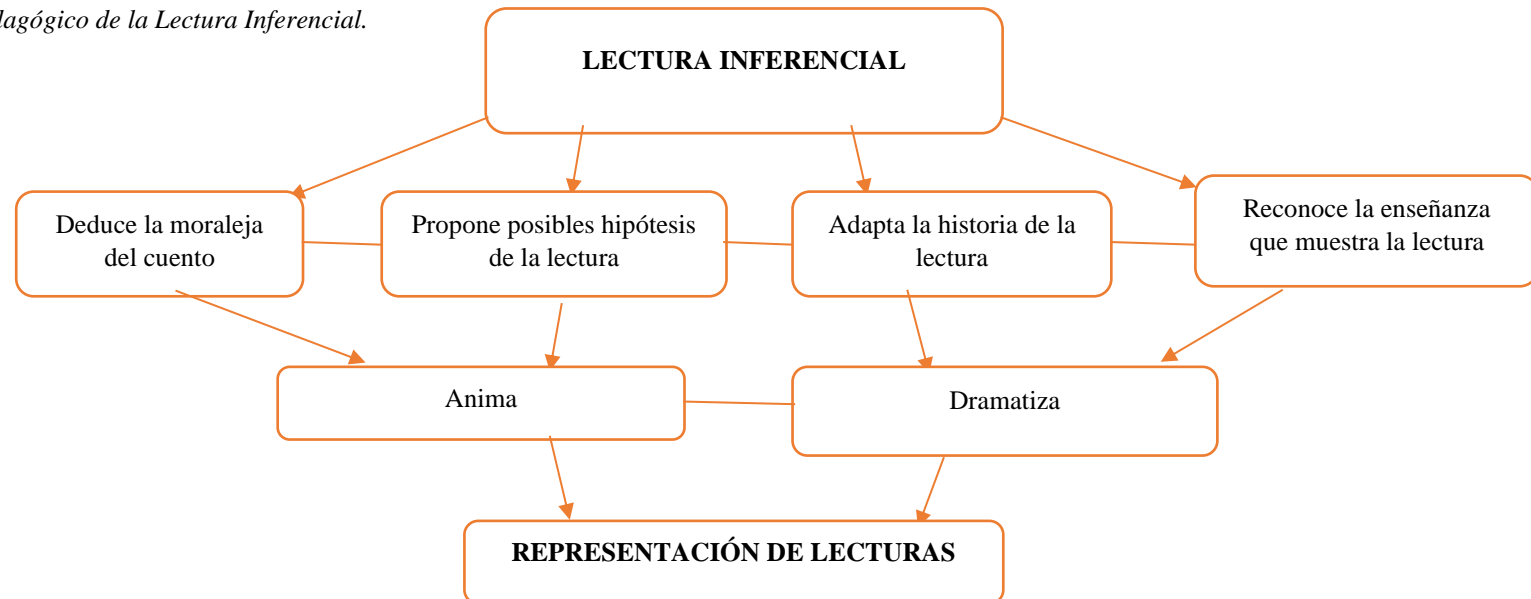 de la Lectura Inferencial.
LECTURA INFERENCIAL
Deduce la moraleja
del cuento
Propone posibles hipótesis
de la lectura
Adapta la historia de la
lectura
Reconoce la enseñanza
que muestra la lectura
Anima
Dramatiza
REPRESENTACIÓN DE LECTURAS